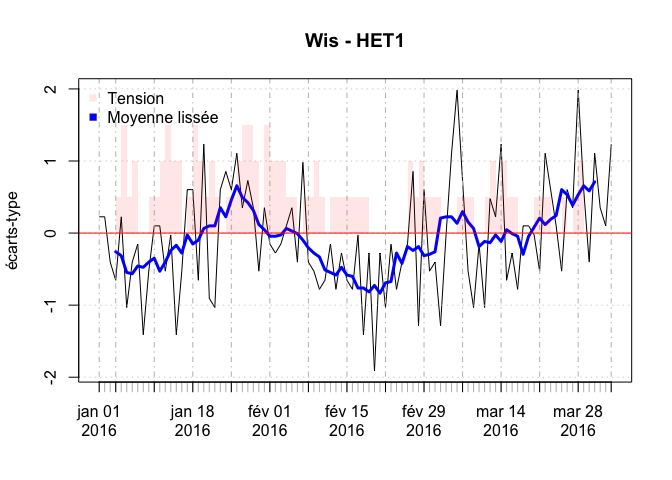 Wis - HET1
Tension
Moyenne lissée
écarts-type
2
1
0
-1
-2
jan 01 jan 18 fév 01 fév 15 fév 29 mar 14 mar 28
2016 2016 2016 2016 2016 2016 2016